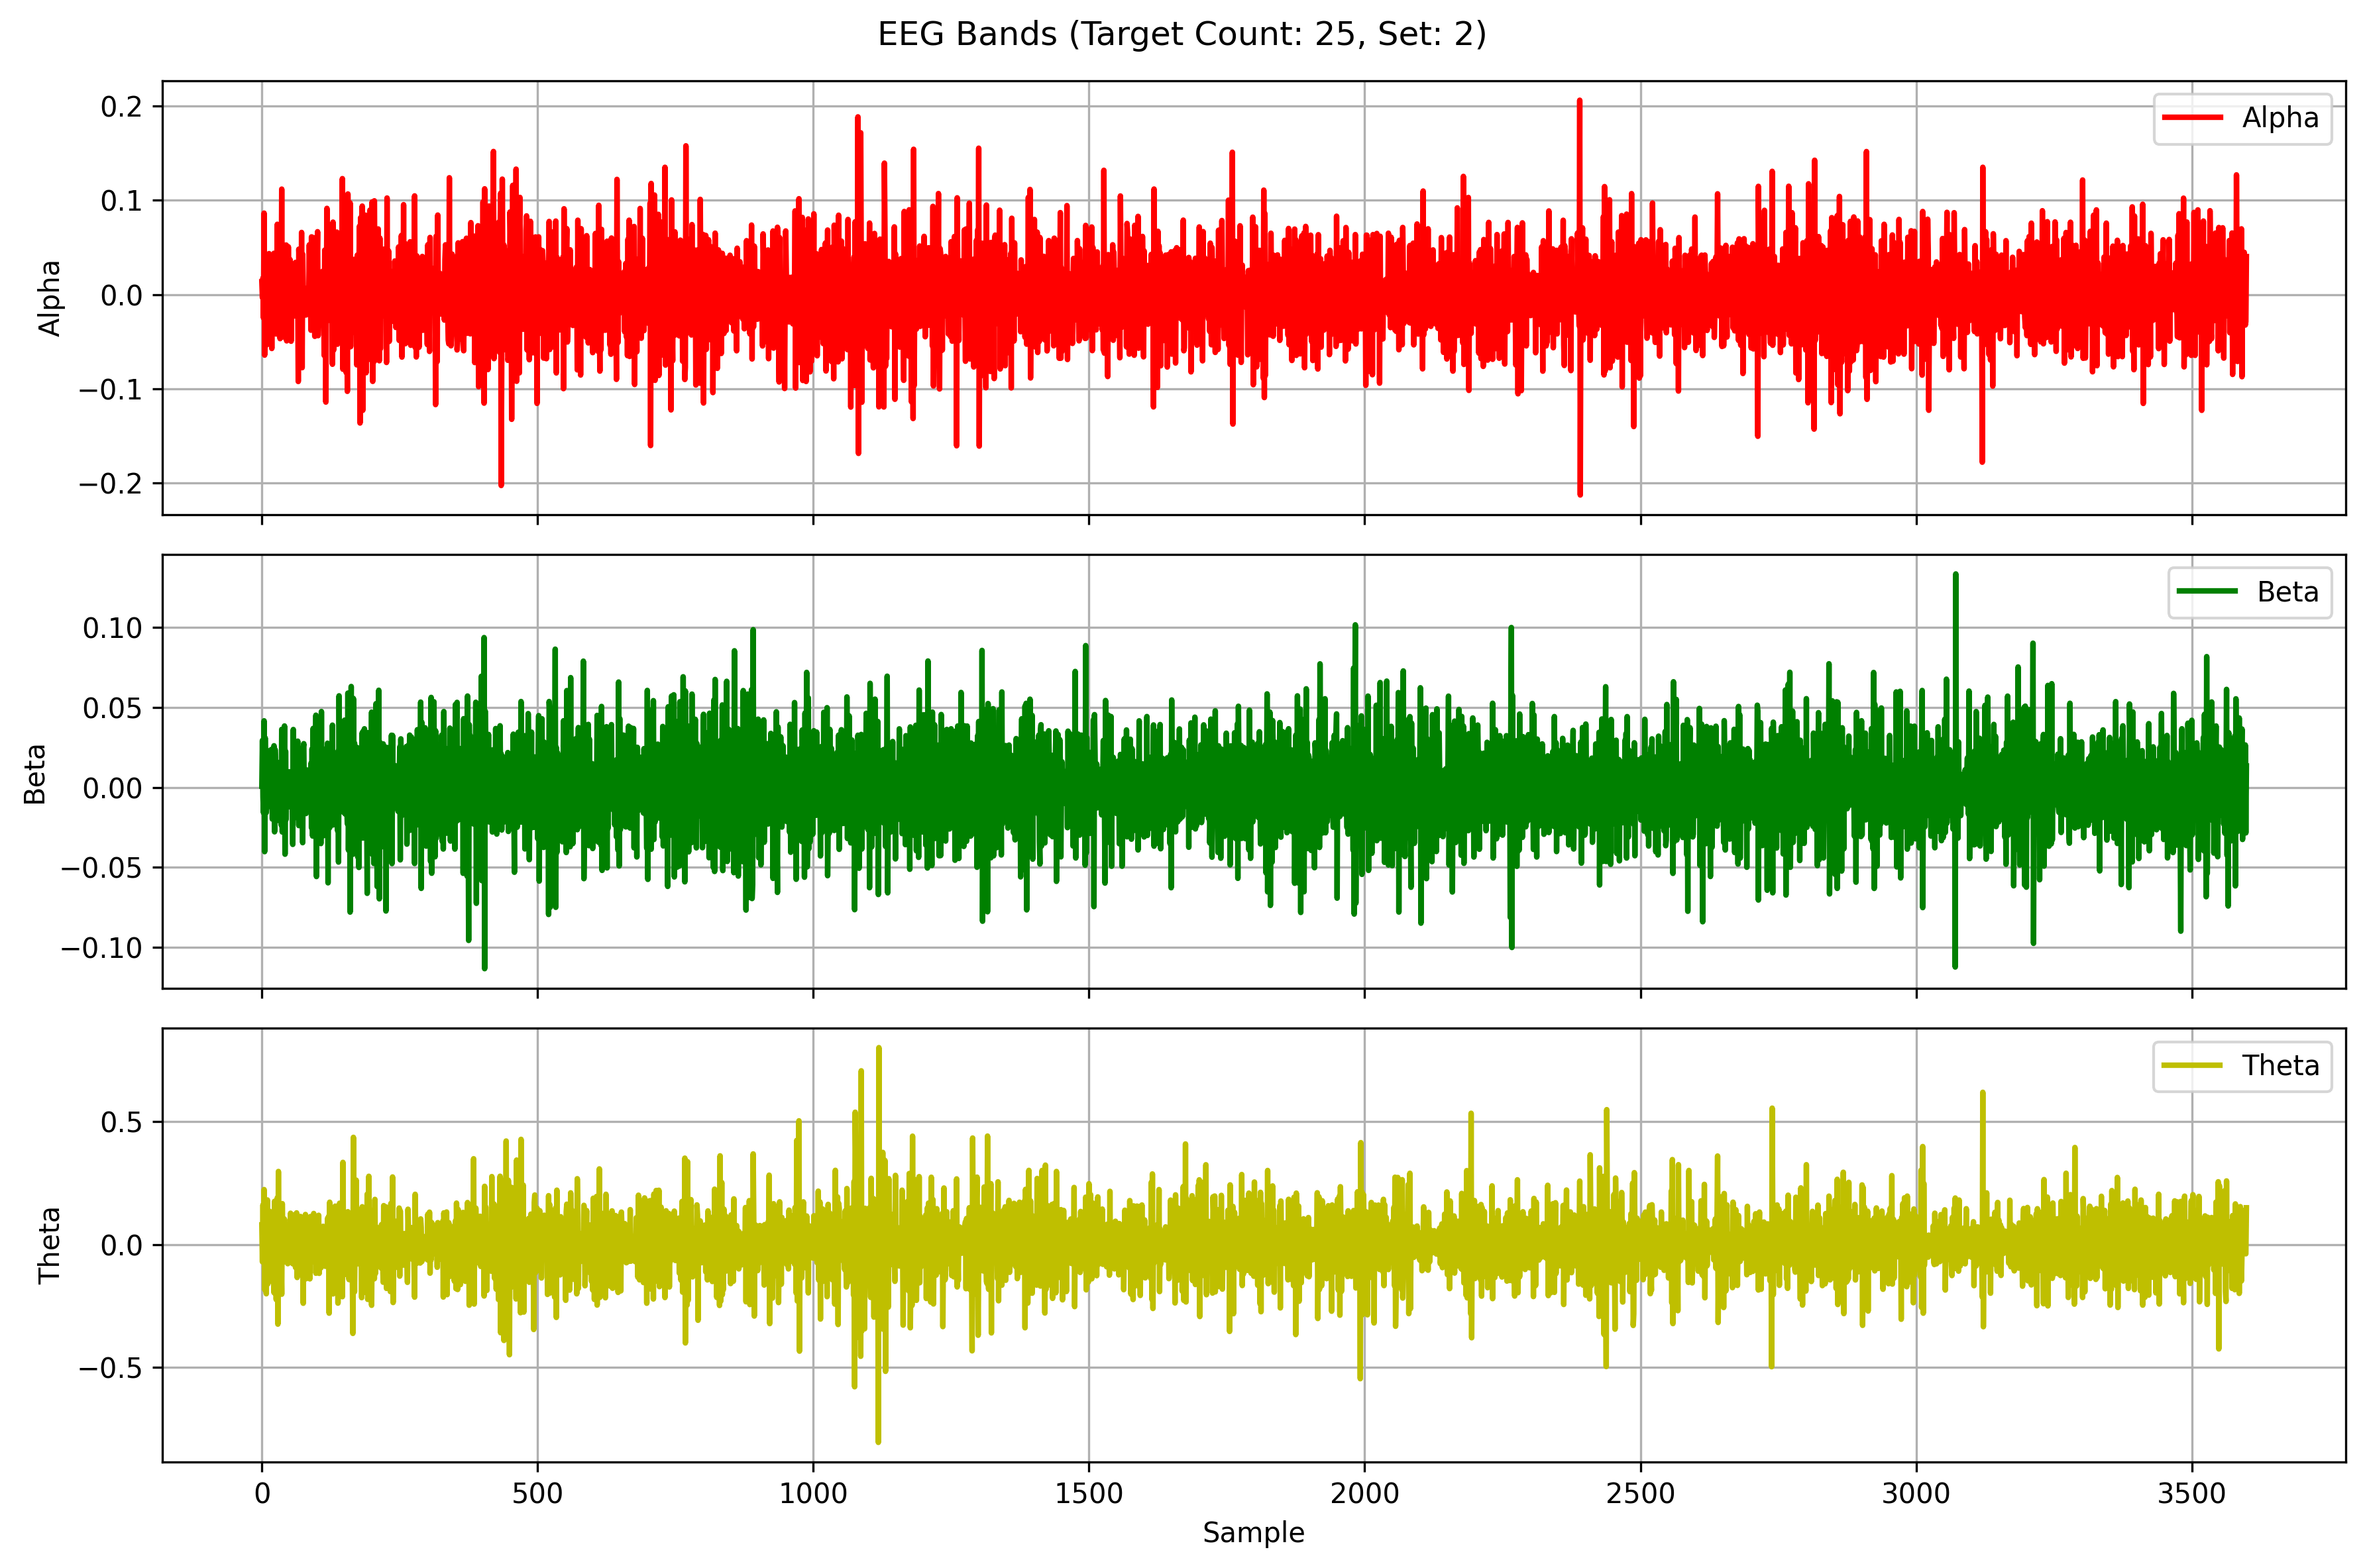 EEG Bands (Target Count: 25, Set: 2)
0.2
0.1
0.0
−0.1
−0.2
Alpha
Alpha
0.10
0.05
0.00
−0.05
−0.10
Beta
Beta
0.5
0.0
−0.5
Theta
Theta
0 500 1000 1500 2000 2500 3000 3500
Sample